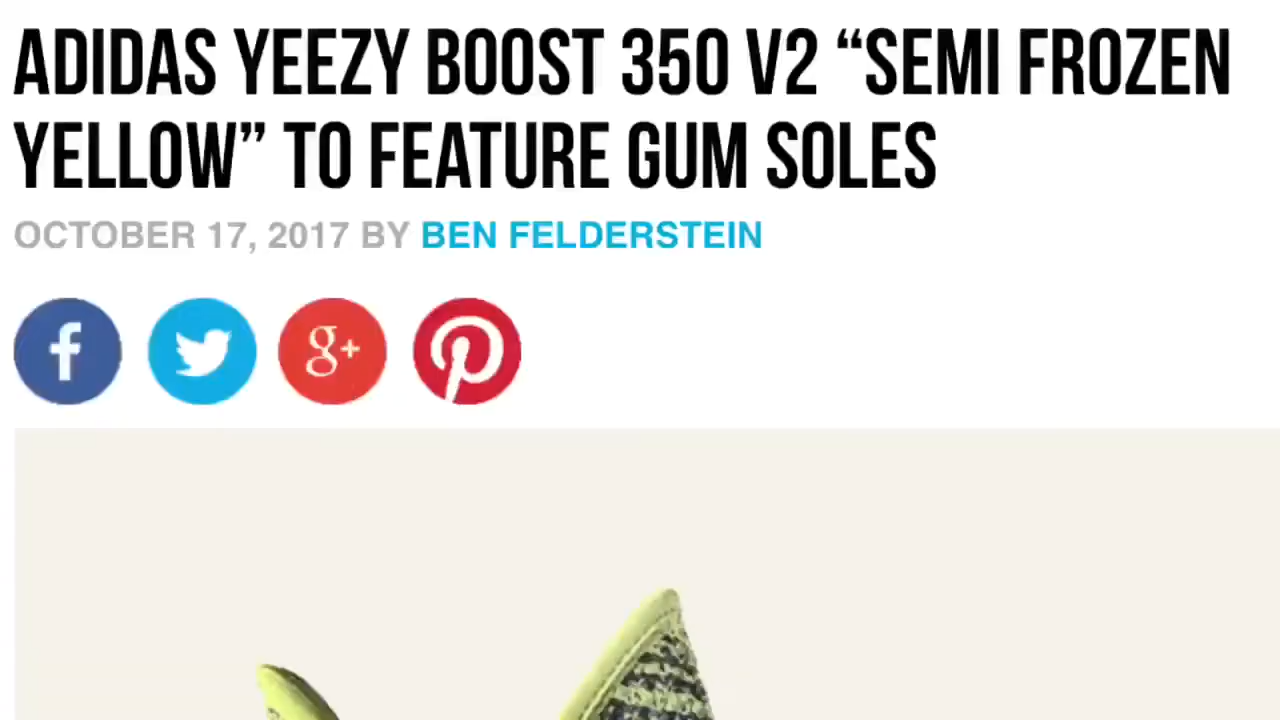 ADIDAS YEEZY BOOST 350 V2 “SEMI FROZEN
YELLOW” TO FEATURE GUM SOLES
OCTOBER 17, 2017 BY BEN FELDERSTEIN
f g+